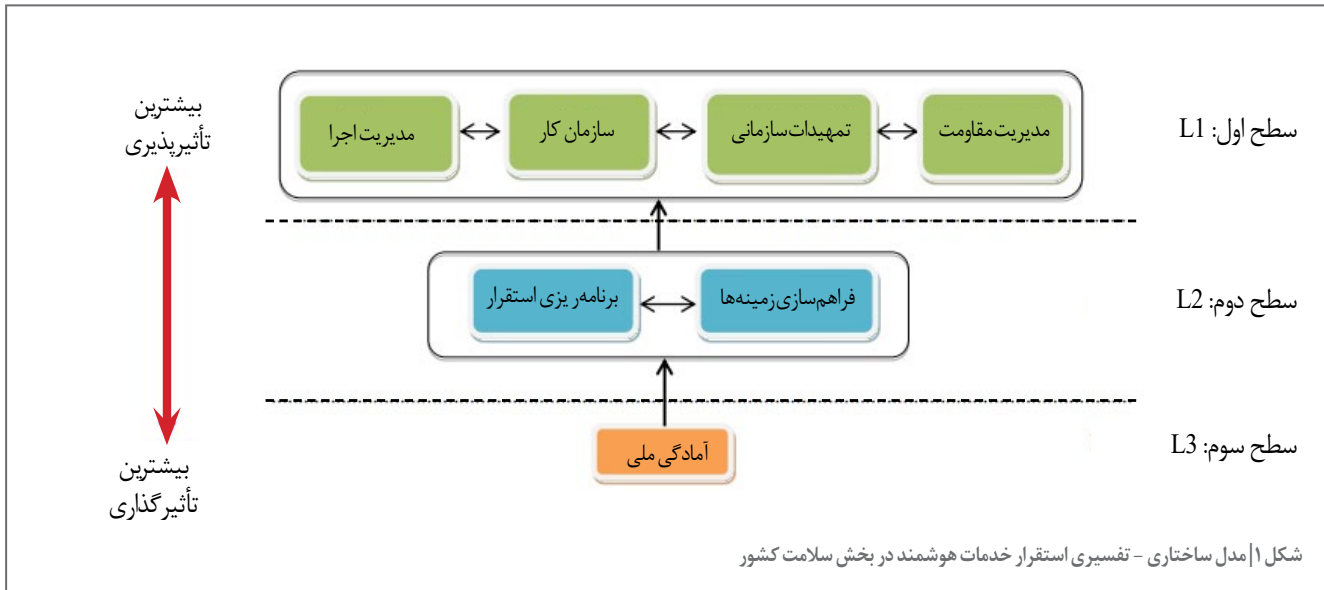 بیشترین
تأثیرپذیری
سطح اول: L1
مدیریت مقاومت
تمهیدات سازمانی
سازمان کار
مدیریت اجرا
سطح دوم: L2
فراهم‌سازی زمینه‌ها
برنامه‌ریزی استقرار
سطح سوم: L3
آمادگی ملی
بیشترین
تأثیرگذاری
شکل ۱| مدل ساختاری - تفسیری استقرار خدمات هوشمند در بخش سلامت کشور